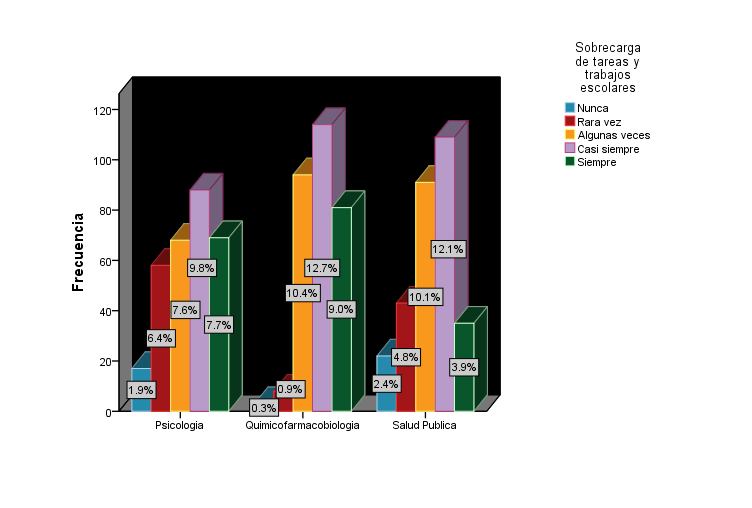 Sobrecarga
de tareas y
trabajos
escolares
Nunca
Rara vez
Algunas veces
Casi siempre
Siempre
Frecuencia
120
100
80
60
40
20
0
1.9%
6.4%
7.6%
9.8%
7.7%
0.3%
0.9%
10.4%
12.7%
9.0%
2.4%
4.8%
10.1%
12.1%
3.9%
Psicologia
Quimicofarmacobiologia
Salud Publica